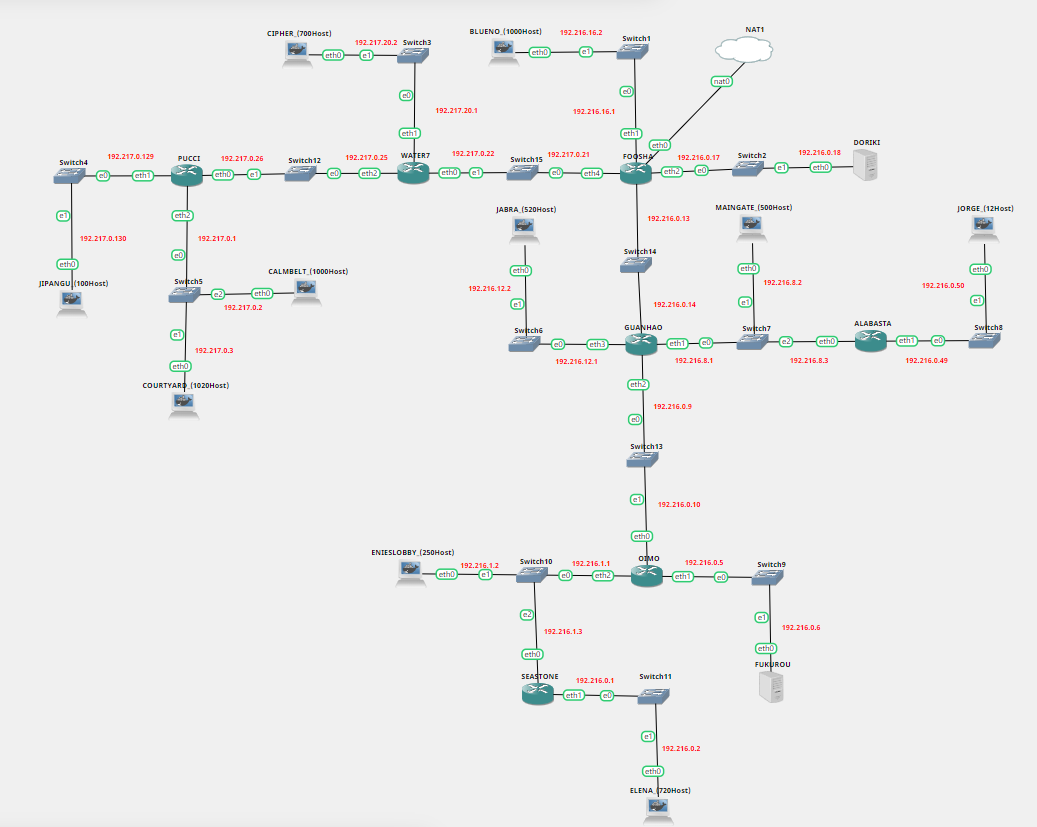 NAT1
CIPHER_(700Host)
192.217.20.2
Switch3
BLUENO_(1000Host)
192.216.16.2
Switch1
eth0
e1
eth0
e1
nat0
e0
192.217.20.1
e0
192.216.16.1
eth1
eth1
eth0
DORIKI
Switch4
192.217.0.129
PUCCI
192.217.0.26
Switch12
192.217.0.25
WATER7
192.217.0.22
Switch15
192.217.0.21
FOOSHA
192.216.0.17
Switch2
192.216.0.18
e0
eth1
eth0
e1
e0
eth2
eth0
e1
e0
eth4
eth2
e0
e1
eth0
e1
eth2
JABRA_(520Host)
192.216.0.13
MAINGATE_(500Host)
JORGE_(12Host)
192.217.0.130
192.217.0.1
e0
Switch14
eth0
eth0
eth0
eth0
JIPANGU_(100Host)
Switch5
CALMBELT_(1000Host)
192.216.12.2
192.216.8.2
192.216.0.50
e2
eth0
192.217.0.2
e1
192.216.0.14
e1
e1
e1
192.217.0.3
Switch6
GUANHAO
Switch7
ALABASTA
Switch8
e0
eth3
eth1
e0
e2
eth0
eth1
e0
192.216.12.1
192.216.8.1
192.216.8.3
192.216.0.49
eth0
COURTYARD_(1020Host)
eth2
192.216.0.9
e0
Switch13
e1
192.216.0.10
eth0
ENIESLOBBY_(250Host)
192.216.1.2
Switch10
192.216.1.1
OIMO
192.216.0.5
Switch9
eth0
e1
e0
eth2
eth1
e0
e2
192.216.1.3
e1
192.216.0.6
eth0
eth0
SEASTONE
192.216.0.1
Switch11
FUKUROU
eth1
e0
e1
192.216.0.2
eth0
ELENA_(720Host)